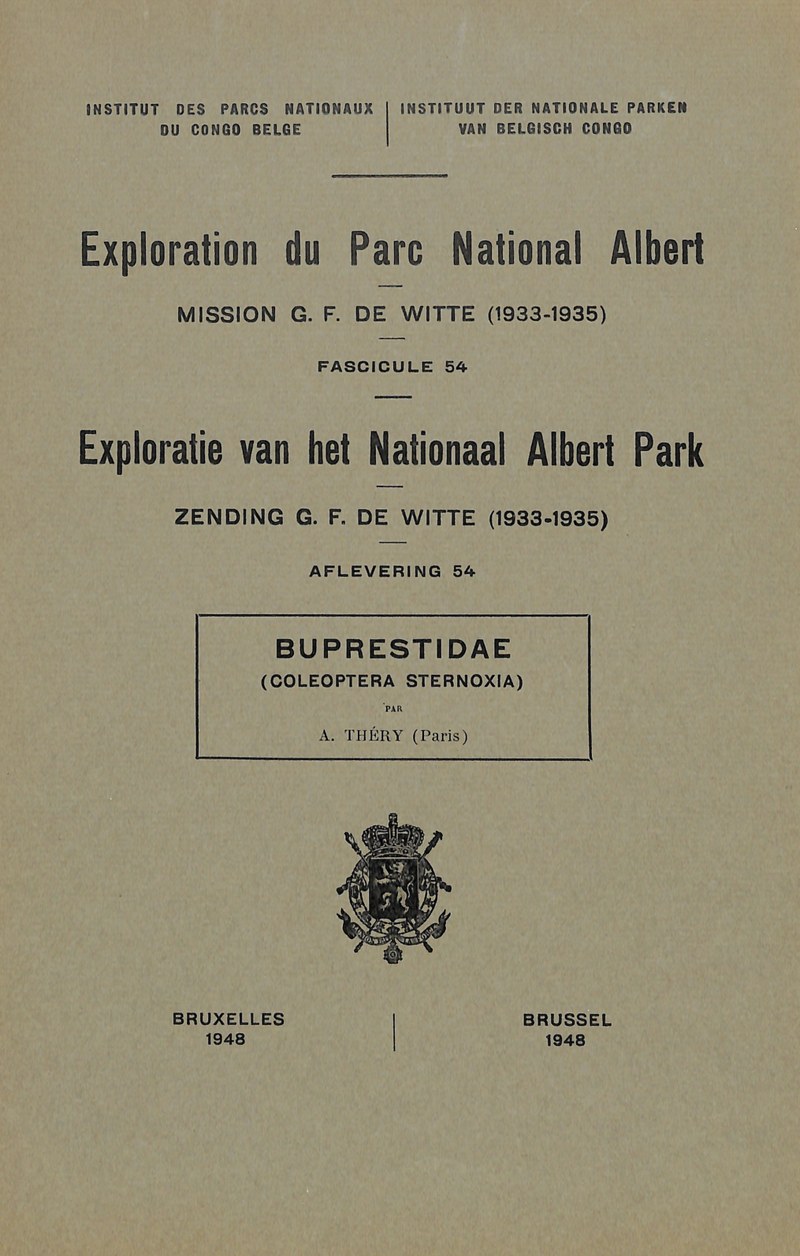 INSTITUT DES PARCS NATIONAUX
DU CONGO BELGE
INSTITUUT DER NATIONALE PARKEN
VAN BELGISCH CONGO
Exploration du Parc National Albert
MISSION G. F. DE WITTE (1933-1935)
FASCICULE 54
Exploratie van het Nationaal Albert Park
ZENDING G. F. DE WITTE (1933-1935)
AFLEVERING 54
BUPRESTIDAE
(COLEOPTERA STERNOXIA)
PAR
A. THÉRY (Paris)
BRUXELLES
1948
BRUSSEL
1948